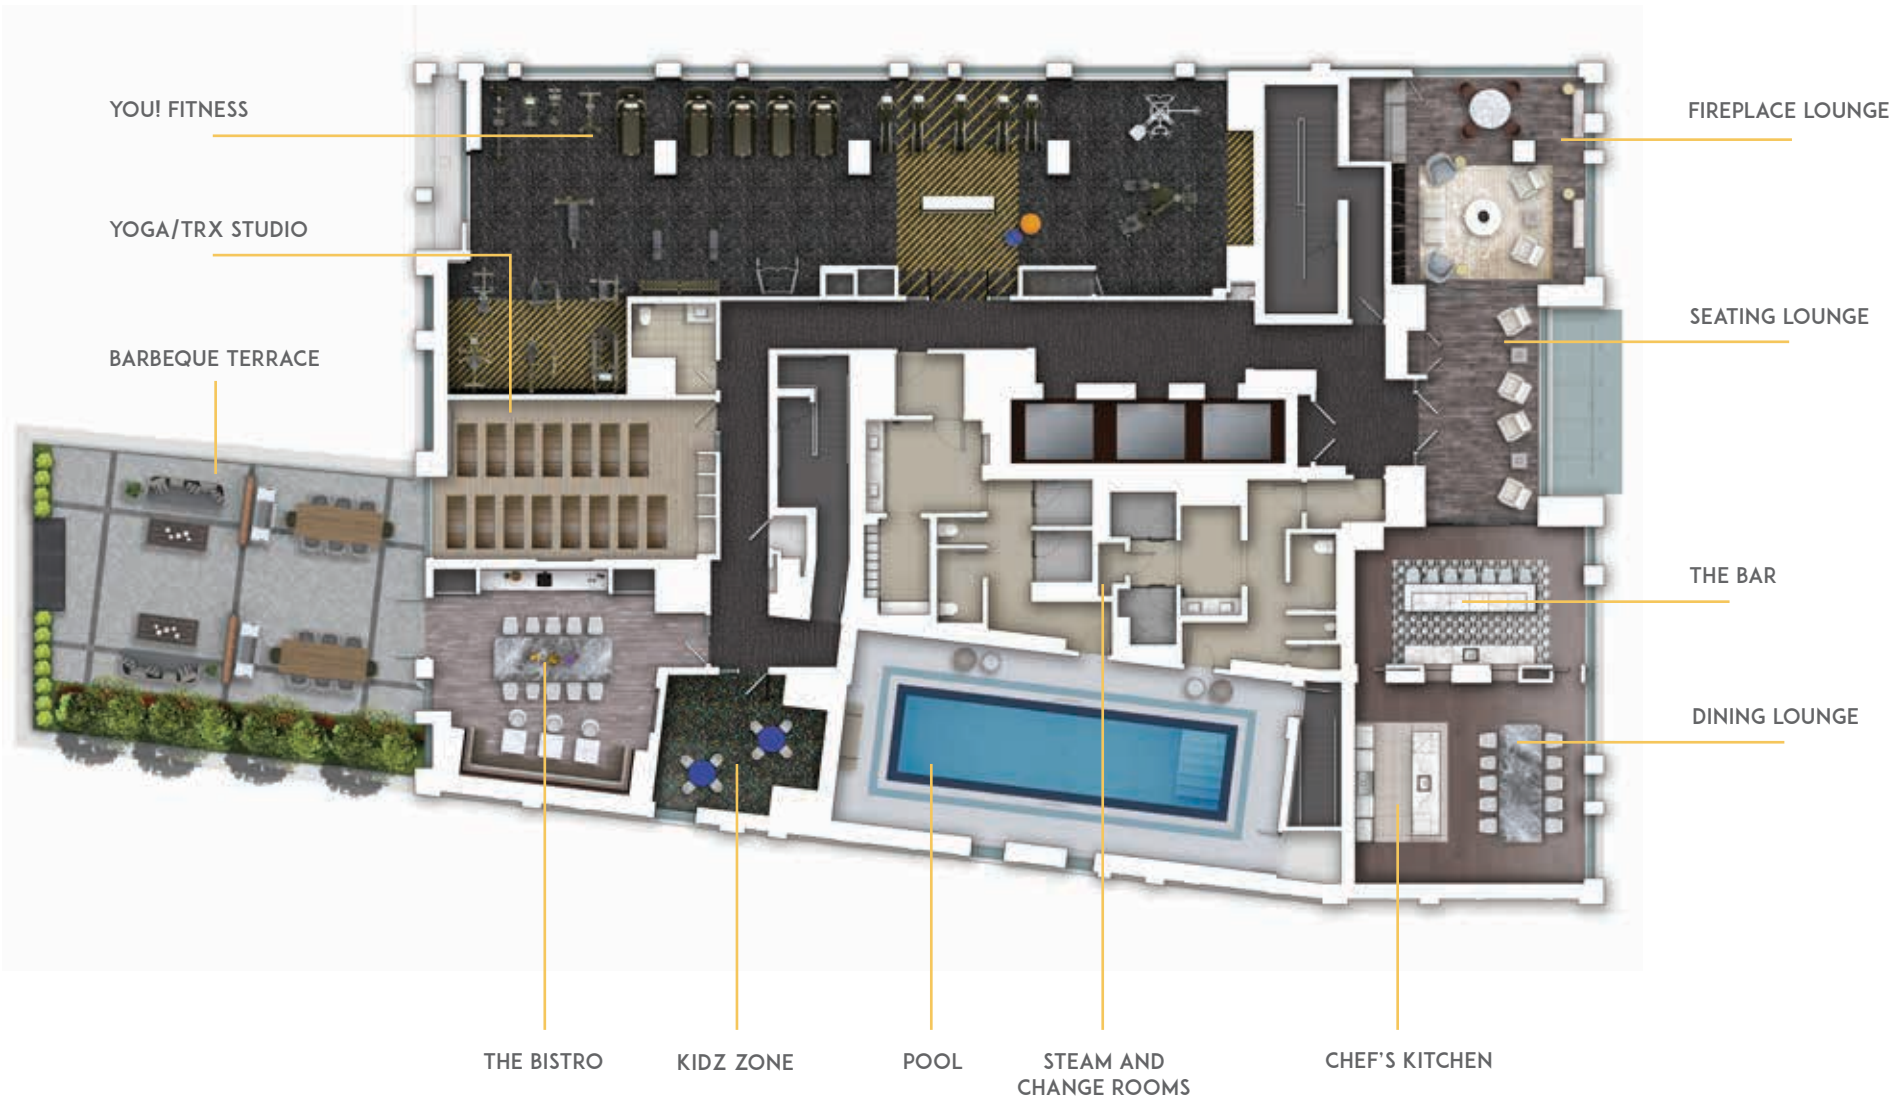 YOU! FITNESS
FIREPLACE LOUNGE
YOGA/TRX STUDIO
SEATING LOUNGE
BARBEQUE TERRACE
THE BAR
DINING LOUNGE
THE BISTRO
KIDZ ZONE
POOL
STEAM AND
CHANGE ROOMS
CHEF'S KITCHEN